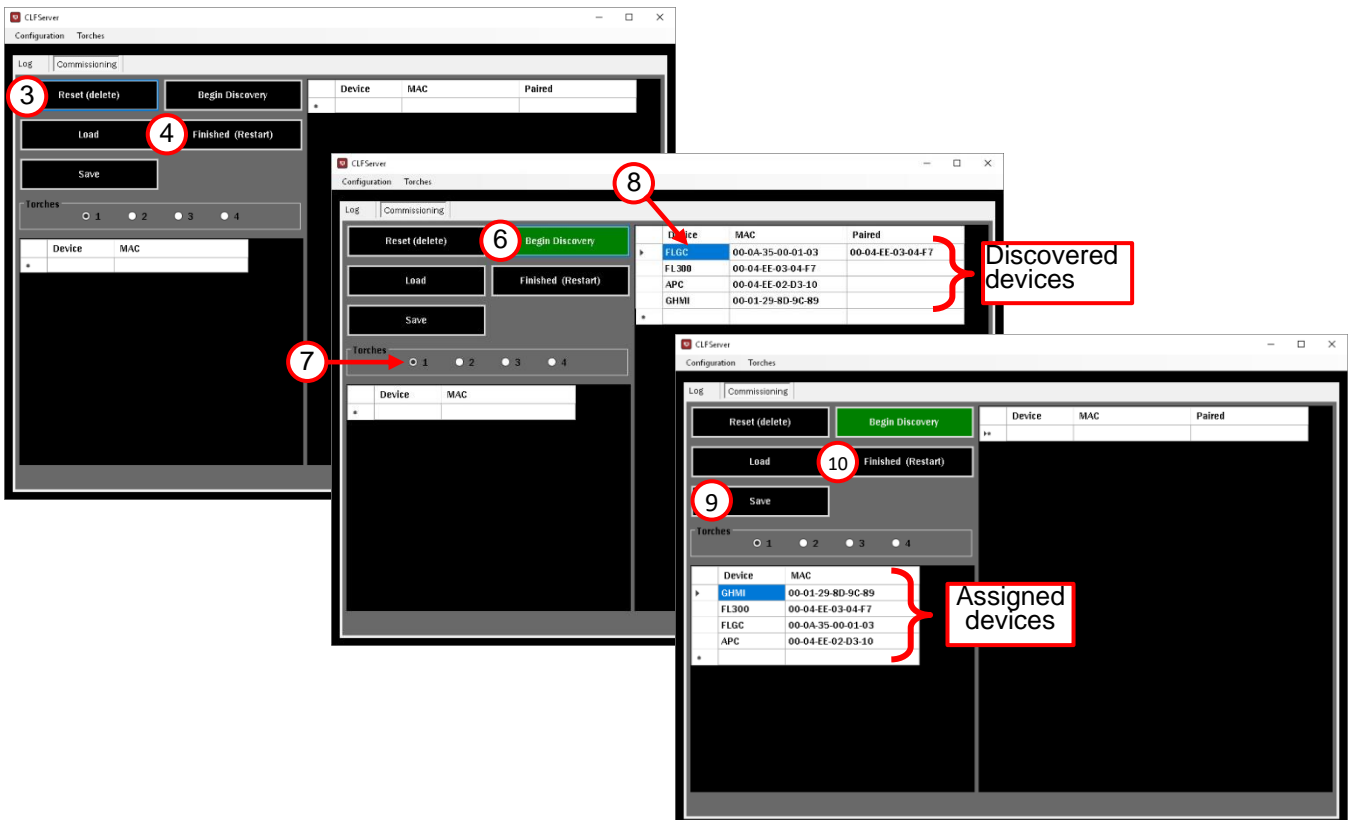 CLFServer
Configuration Torches
Log Commissioning
3 Reset (delete) Begin Discovery
Load 4 Finished (Restart)
Save
Torches
1 2 3 4
Device MAC
Device MAC Paired
CLFServer
Configuration Torches
Log Commissioning
Reset (delete) 6 Begin Discovery
Load Finished (Restart)
Save
7 Torches
1 2 3 4
Device MAC
8
Device MAC Paired
FLGC 00-0A-35-00-01-03 00-04-EE-03-04-F7
FL300 00-04-EE-03-04-F7
APC 00-04-EE-02-D3-10
GHMI 00-01-29-8D-9C-89
Discovered
devices
CLFServer
Configuration Torches
Log Commissioning
Reset (delete) Begin Discovery
Load 10 Finished (Restart)
9 Save
Torches
1 2 3 4
Device MAC
GHMI 00-01-29-8D-9C-89
FL300 00-04-EE-03-04-F7
FLGC 00-0A-35-00-01-03
APC 00-04-EE-02-D3-10
Assigned
devices
Device MAC Paired